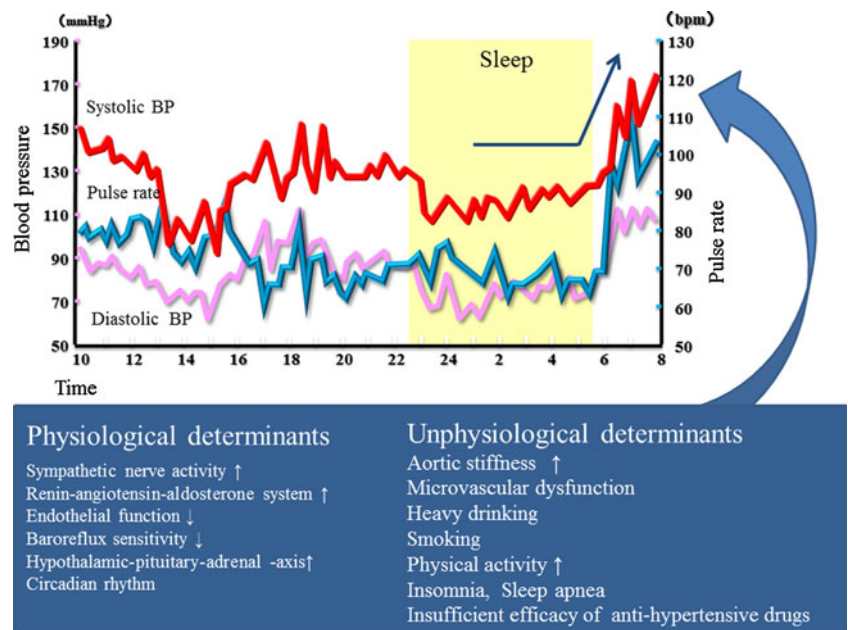 (mmHg)
(bpm)
190
170
150
130
110
90
70
50
Blood pressure
Systolic BP
Pulse rate
Diastolic BP
Sleep
130
120
110
100
90
80
70
60
50
Pulse rate
10 12 14 16 18 20 22 24 2 4 6 8
Time
Physiological determinants
Sympathetic nerve activity ↑
Renin-angiotensin-aldosterone system ↑
Endothelial function ↓
Baroreflux sensitivity ↓
Hypothalamic-pituitary-adrenal -axis↑
Circadian rhythm
Unphysiological determinants
Aortic stiffness ↑
Microvascular dysfunction
Heavy drinking
Smoking
Physical activity ↑
Insomnia, Sleep apnea
Insufficient efficacy of anti-hypertensive drugs